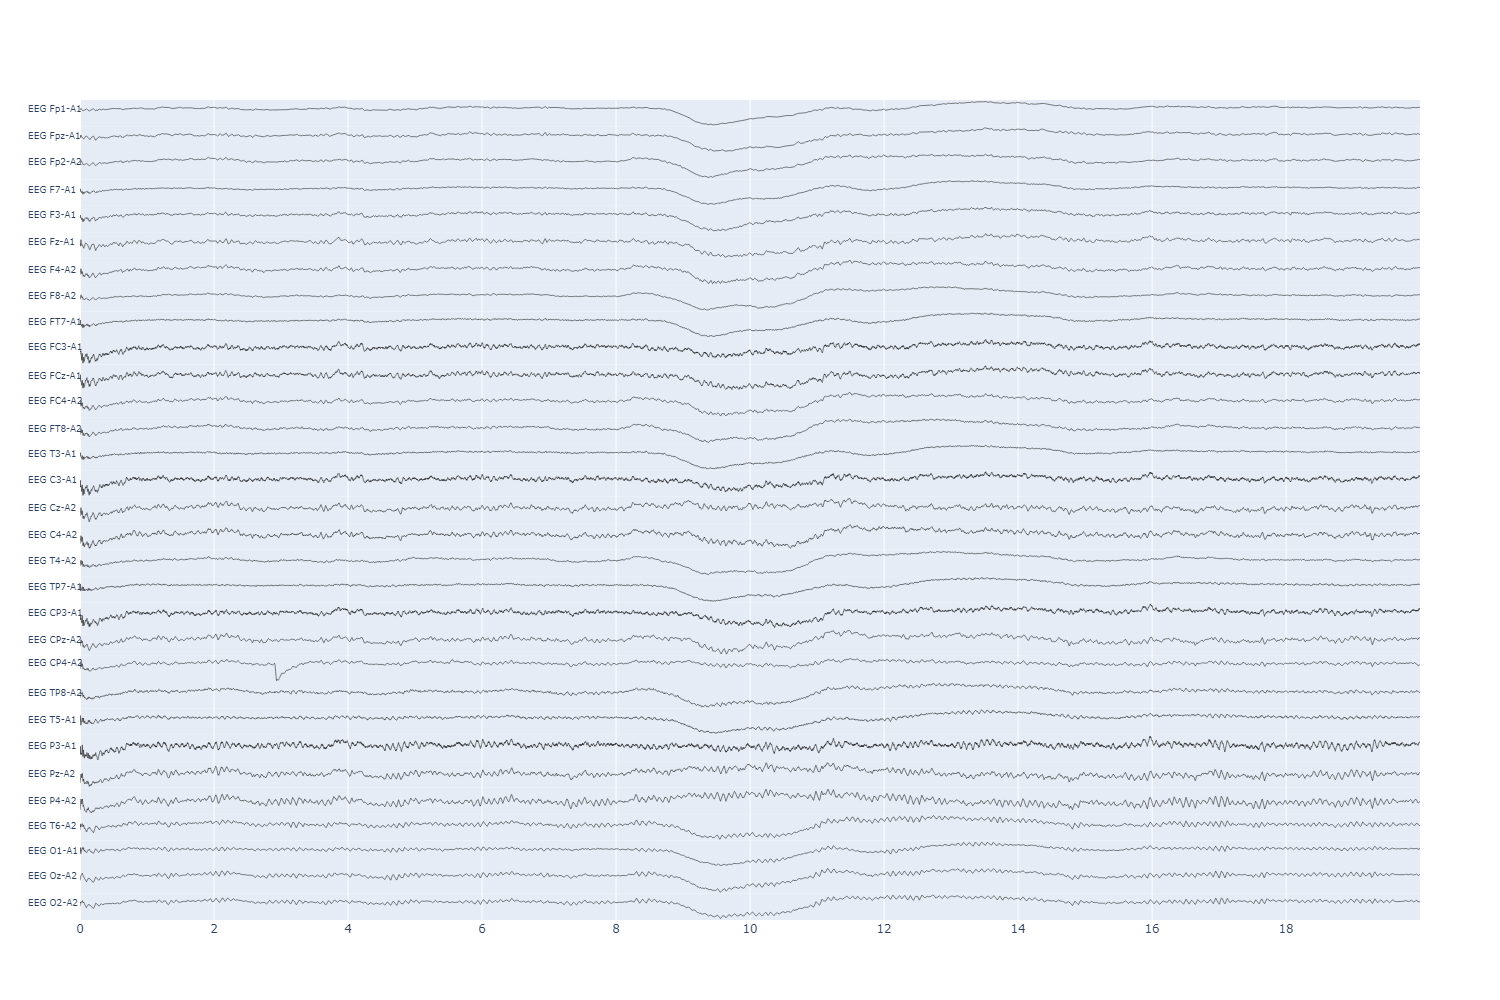 EEG Fp1-A1
EEG Fpz-A1
EEG Fp2-A2
EEG F7-A1
EEG F3-A1
EEG Fz-A1
EEG F4-A2
EEG F8-A2
EEG FT7-A1
EEG FC3-A1
EEG FCz-A1
EEG FC4-A2
EEG FT8-A2
EEG T3-A1
EEG C3-A1
EEG Cz-A2
EEG C4-A2
EEG T4-A2
EEG TP7-A1
EEG CP3-A1
EEG CPz-A2
EEG CP4-A2
EEG TP8-A2
EEG T5-A1
EEG P3-A1
EEG Pz-A2
EEG P4-A2
EEG T6-A2
EEG O1-A1
EEG Oz-A2
EEG O2-A2
0 2 4 6 8 10 12 14 16 18